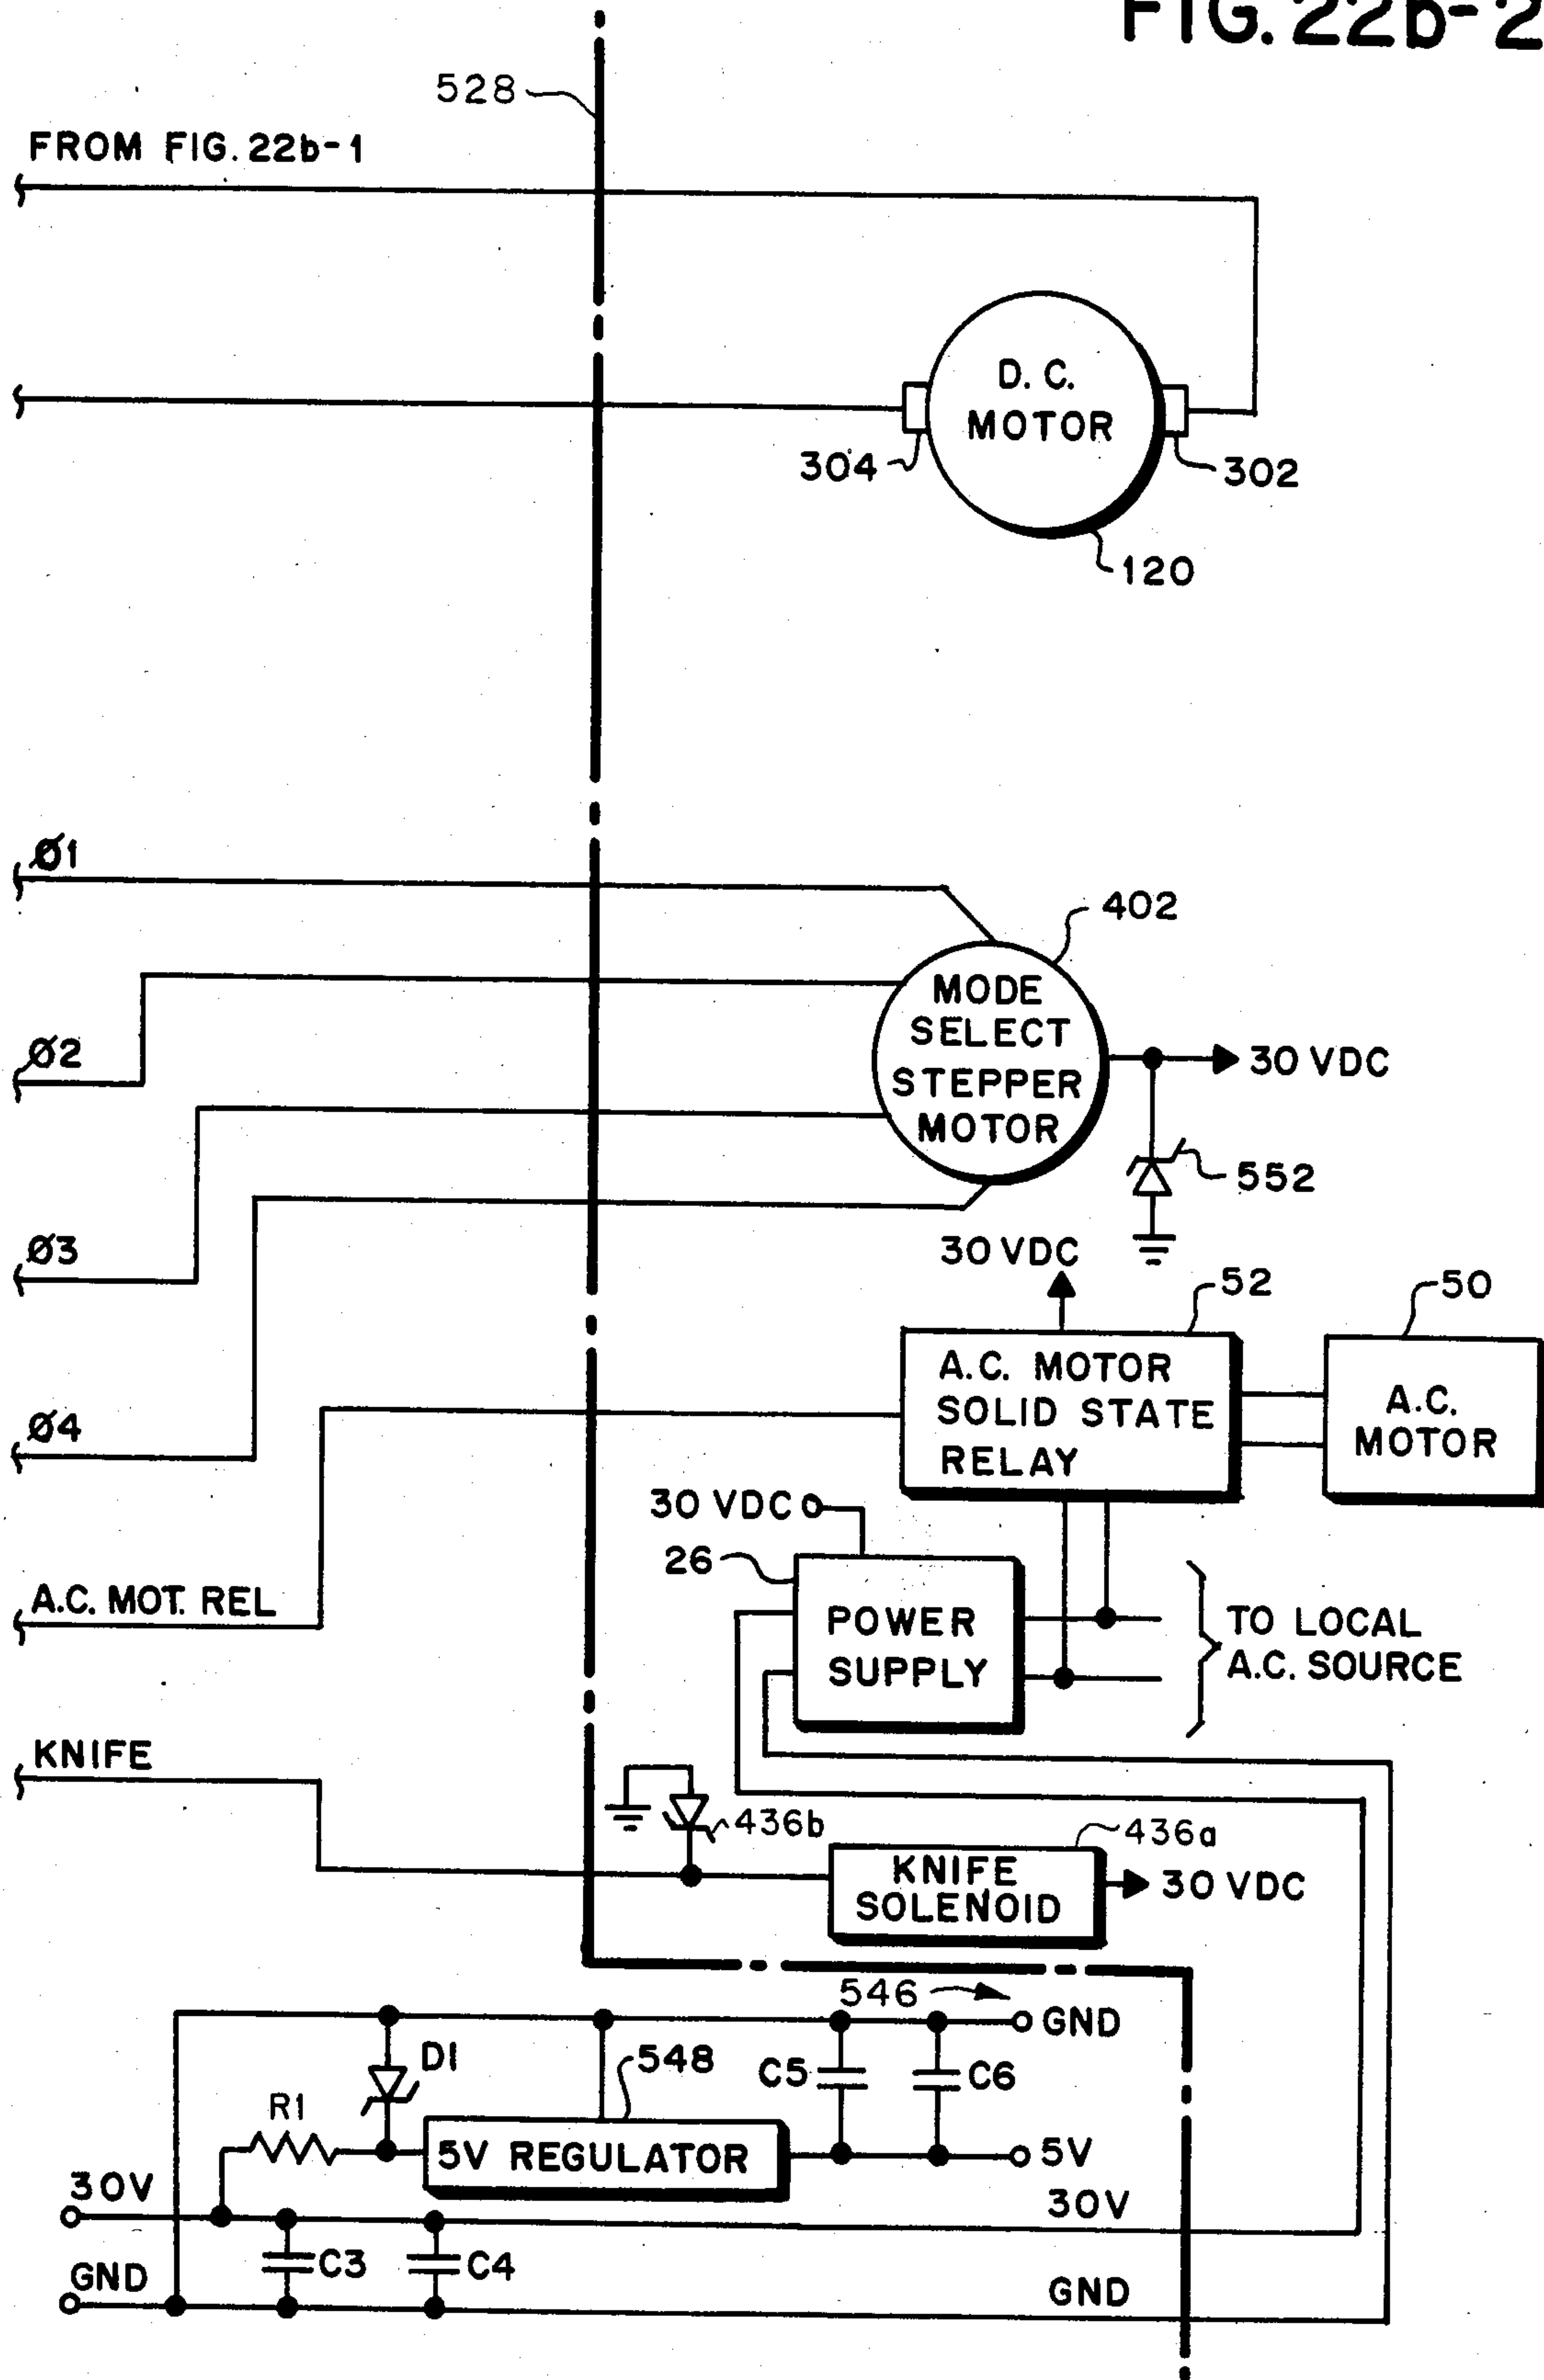 FIG. 22b-2
528
FROM FIG. 22b-1
D. C.
MOTOR
304
302
120
Ø1
402
Ø2
MODE
SELECT
STEPPER
MOTOR
30 VDC
552
Ø3
30 VDC
52
50
A.C. MOTOR
SOLID STATE
RELAY
A.C.
MOTOR
Ø4
30 VDC
26
A.C. MOT. REL
POWER
SUPPLY
TO LOCAL
A.C. SOURCE
KNIFE
436b
436a
KNIFE
SOLENOID
30 VDC
546
GND
D1
548
C5
C6
R1
5V REGULATOR
5V
30V
30V
C3
C4
GND
GND